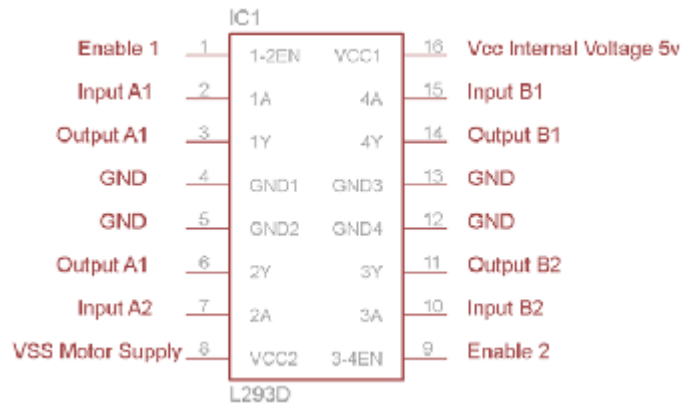 IC1
Enable 1 1 1-2EN VCC1 16 Vcc Internal Voltage 5v
Input A1 2 1A 4A 15 Input B1
Output A1 3 1Y 4Y 14 Output B1
GND 4 GND1 GND3 13 GND
GND 5 GND2 GND4 12 GND
Output A1 6 2Y 3Y 11 Output B2
Input A2 7 2A 3A 10 Input B2
VSS Motor Supply 8 VCC2 3-4EN 9 Enable 2
L293D